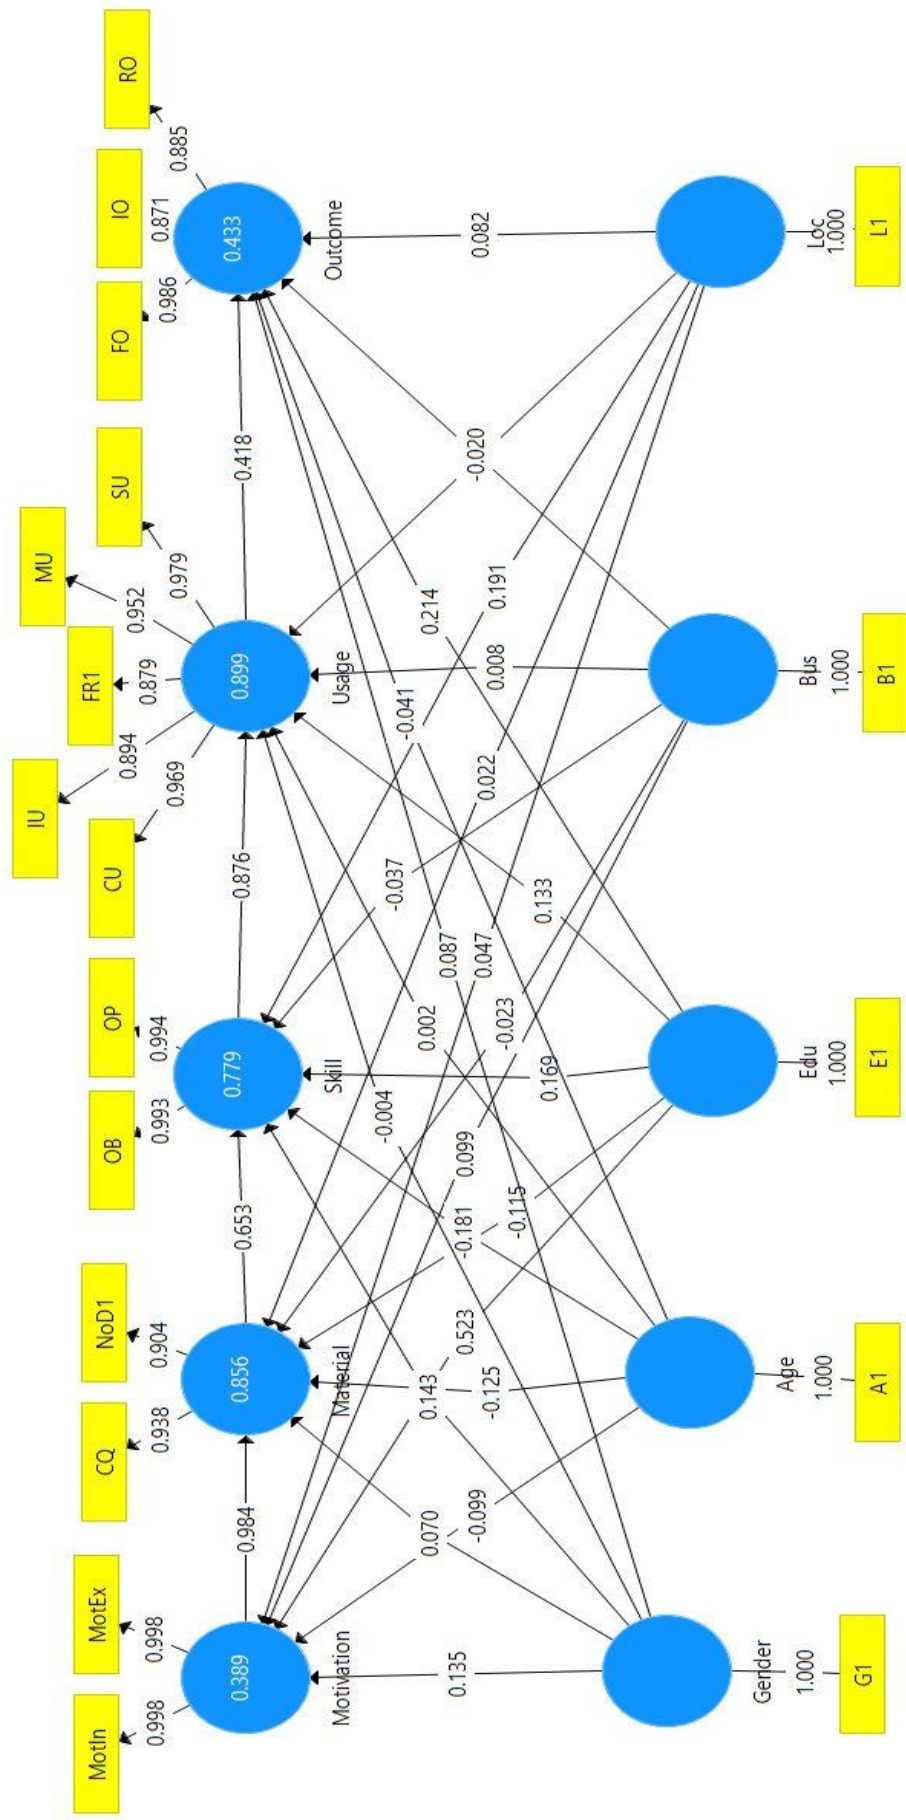 MotIn
MotEx
CQ
NoD1
OB
OP
CU
IU
FR1
MU
SU
FO
IO
RO
0.998
0.998
0.938
0.904
0.993
0.994
0.969
0.894
0.879
0.952
0.979
0.986
0.871
0.885
0.389
0.856
0.779
0.899
0.433
0.984
0.653
0.876
0.418
Motivation
Material
Skill
Usage
Outcome
0.135
0.070
-0.099
0.143
-0.125
0.523
-0.181
-0.115
0.099
-0.004
0.169
0.002
-0.023
0.087
0.047
0.133
-0.037
0.022
-0.041
0.008
0.214
0.191
-0.020
0.082
Gender
Age
Edu
Bus
Loc
1.000
1.000
1.000
1.000
1.000
G1
A1
E1
B1
L1